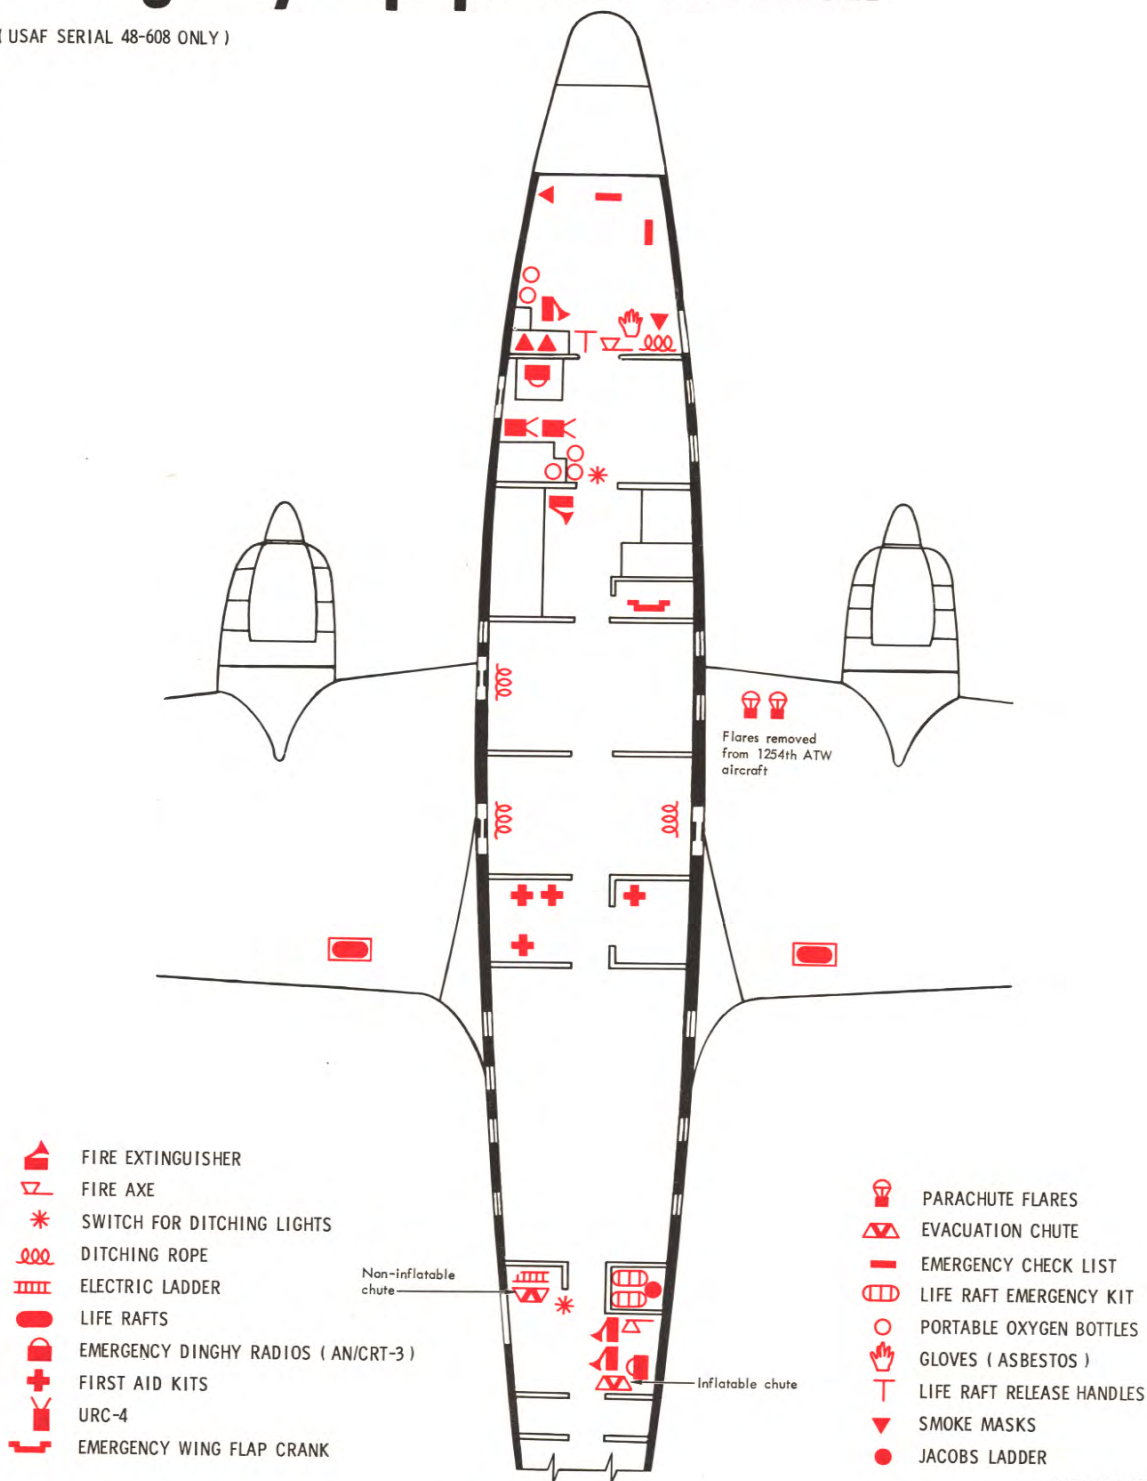 ( USAF SERIAL 48-608 ONLY )
Flares removed
from 1254th ATW
aircraft
Non-inflatable
chute
Inflatable chute
FIRE EXTINGUISHER
FIRE AXE
SWITCH FOR DITCHING LIGHTS
DITCHING ROPE
ELECTRIC LADDER
LIFE RAFTS
EMERGENCY DINGHY RADIOS ( AN/CRT-3 )
FIRST AID KITS
URC-4
EMERGENCY WING FLAP CRANK
PARACHUTE FLARES
EVACUATION CHUTE
EMERGENCY CHECK LIST
LIFE RAFT EMERGENCY KIT
PORTABLE OXYGEN BOTTLES
GLOVES ( ASBESTOS )
LIFE RAFT RELEASE HANDLES
SMOKE MASKS
JACOBS LADDER